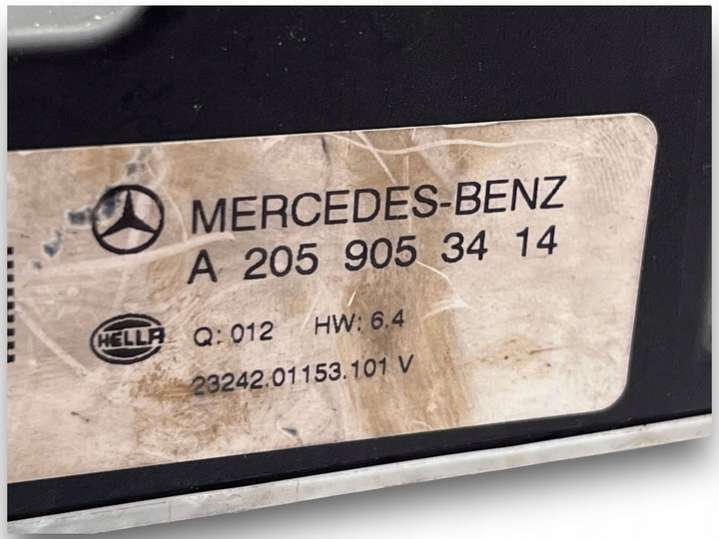 MERCEDES-BENZ
A 205 905 34 14
HELLA
Q: 012 HW: 6.4
23242.01153.101 V